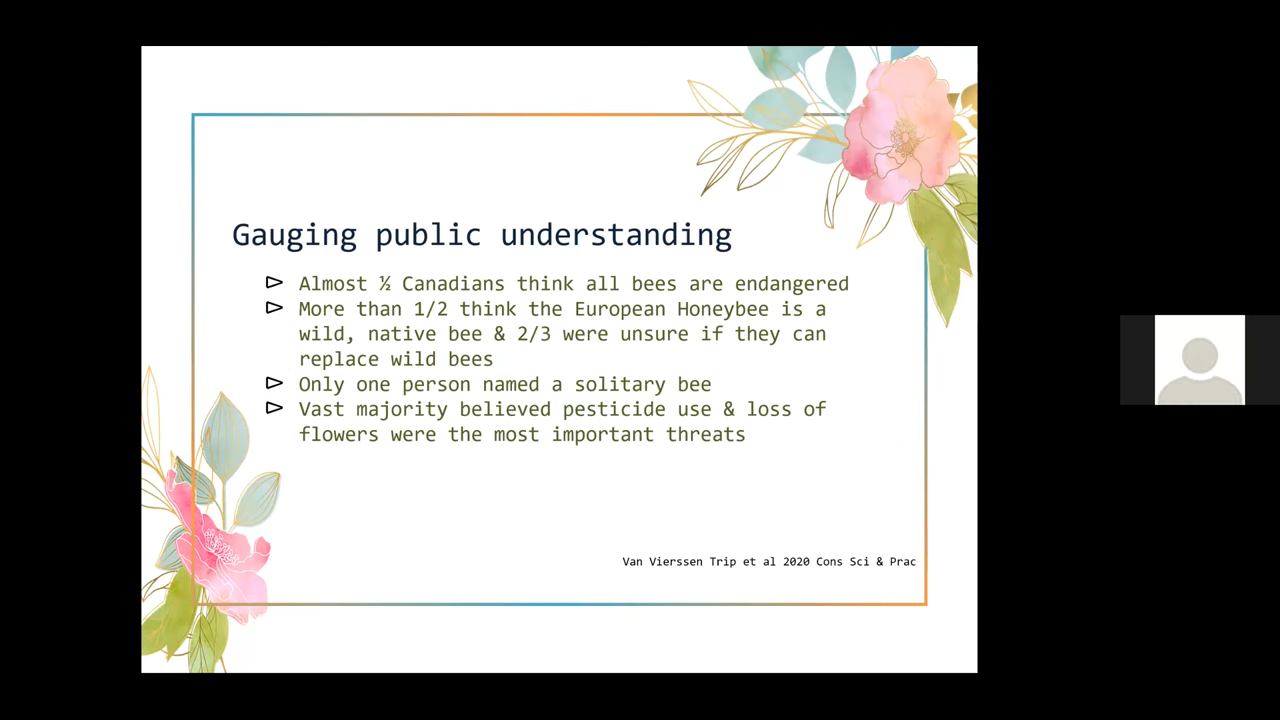 Gauging public understanding
Almost ½ Canadians think all bees are endangered
More than 1/2 think the European Honeybee is a
wild, native bee & 2/3 were unsure if they can
replace wild bees
Only one person named a solitary bee
Vast majority believed pesticide use & loss of
flowers were the most important threats
Van Vierssen Trip et al 2020 Cons Sci & Prac